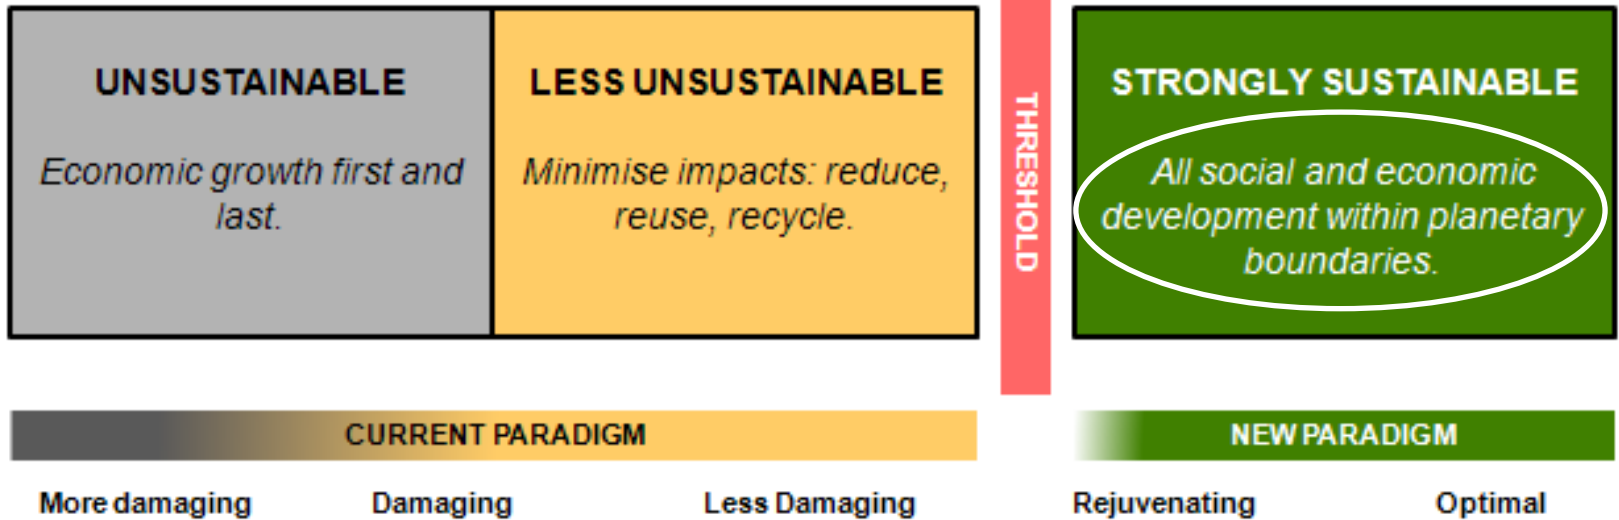 UNSUSTAINABLE
Economic growth first and
last.
LESS UNSUSTAINABLE
Minimise impacts: reduce,
reuse, recycle.
THRESHOLD
STRONGLY SUSTAINABLE
All social and economic
development within planetary
boundaries.
CURRENT PARADIGM
NEW PARADIGM
More damaging
Damaging
Less Damaging
Rejuvenating
Optimal